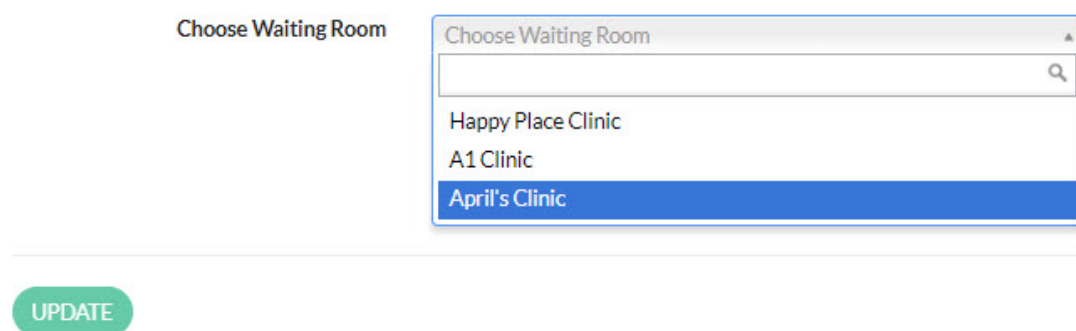 Choose Waiting Room
Choose Waiting Room
Happy Place Clinic
A1 Clinic
April's Clinic
UPDATE